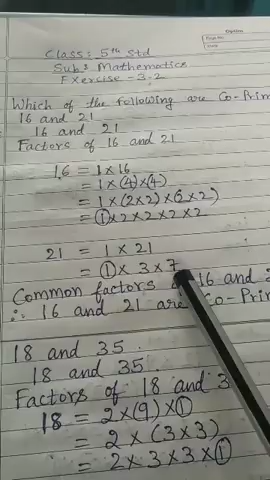 Class: 5th Std
Sub: Mathematics
Exercise - 3.2
Which of the following are Co-Prim
16 and 21
16 and 21
Factors of 16 and 21
16 = 1 × 16
= 1 × (4) × (4)
= 1 × (2×2) × (2 × 2)
= 1 × 2 × 2 × 2 × 2
21 = 1 × 21
= 1 × 3 × 7
Common factors 16 and
∴ 16 and 21 are Co-Prim
18 and 35
18 and 35.
Factors of 18 and 3
18 = 2 × (9) × 1
= 2 × (3 × 3)
= 2 × 3 × 3 × 1